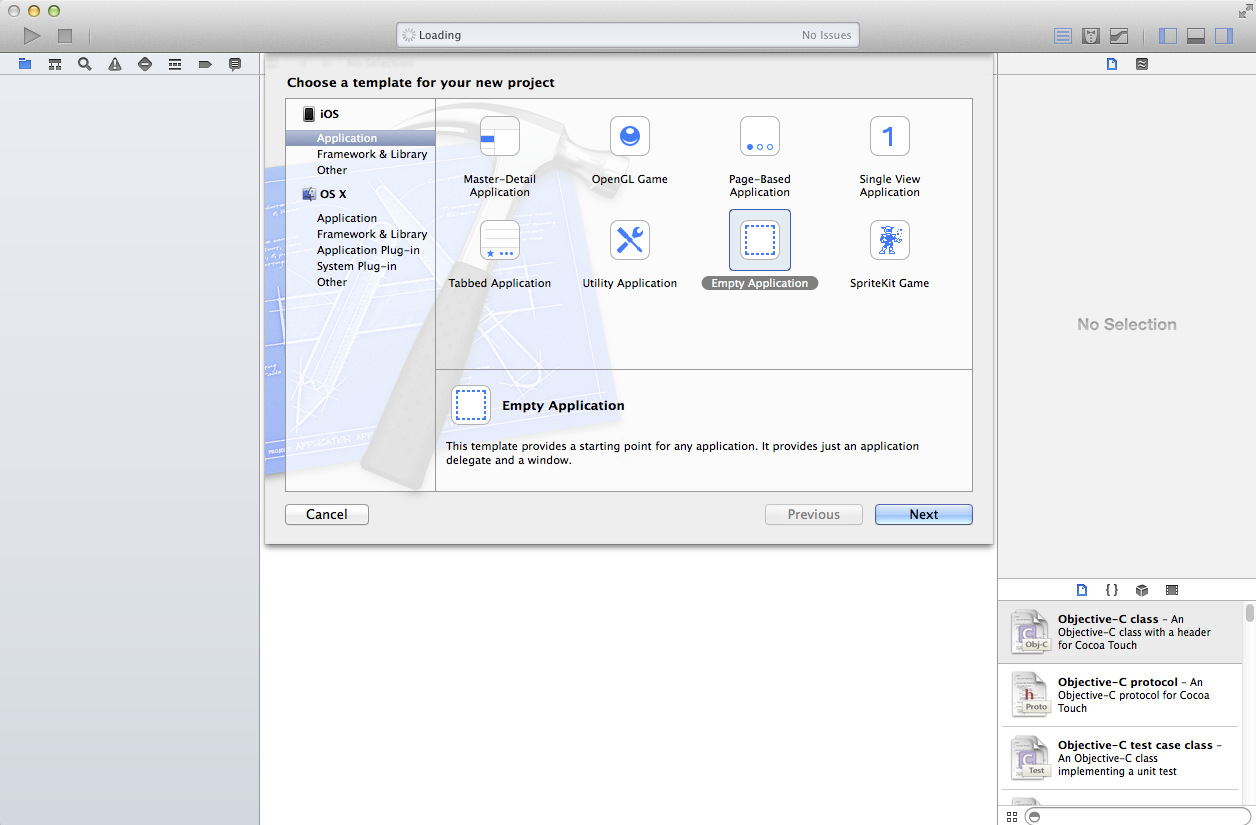 Loading
No Issues
No Selection
Choose a template for your new project
iOS
Application
Framework & Library
Other
OS X
Application
Framework & Library
Application Plug-in
System Plug-in
Other
Master-Detail
Application
OpenGL Game
Page-Based
Application
1
Single View
Application
Tabbed Application
Utility Application
Empty Application
SpriteKit Game
Empty Application
This template provides a starting point for any application. It provides just an application
delegate and a window.
Cancel
Previous
Next
No Selection
{ }
C
Obj-C
Objective-C class – An
Objective-C class with a header
for Cocoa Touch
h
Proto
Objective-C protocol – An
Objective-C protocol for Cocoa
Touch
C
Test
Objective-C test case class –
An Objective-C class
implementing a unit test